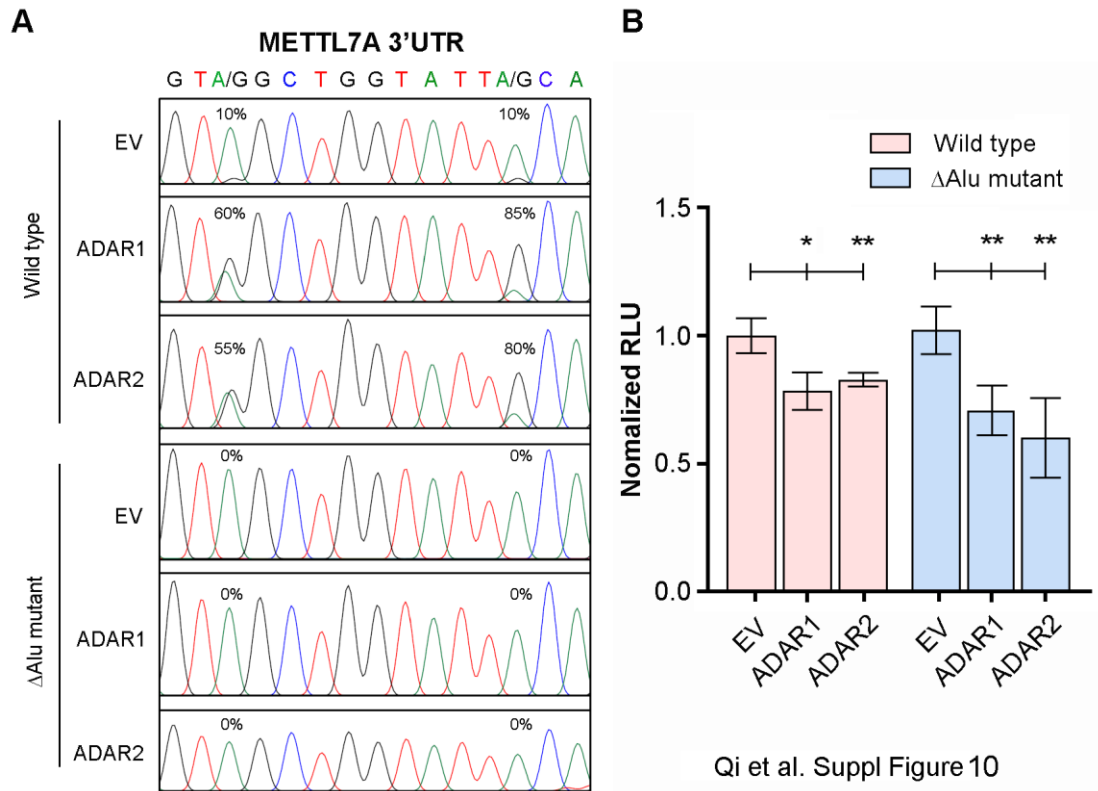 A
METTL7A 3'UTR
G T A/G G C T G G T A T T A/G C A
Wild type
EV
10% 10%
ADAR1
60% 85%
ADAR2
55% 80%
ΔAlu mutant
EV
0% 0%
ADAR1
0% 0%
ADAR2
0% 0%
B
Wild type
ΔAlu mutant
Nomalized RLU
1.5
1.0
0.5
0.0
* ** ** **
EV ADAR1 ADAR2 EV ADAR1 ADAR2
Qi et al. Suppl Figure 10